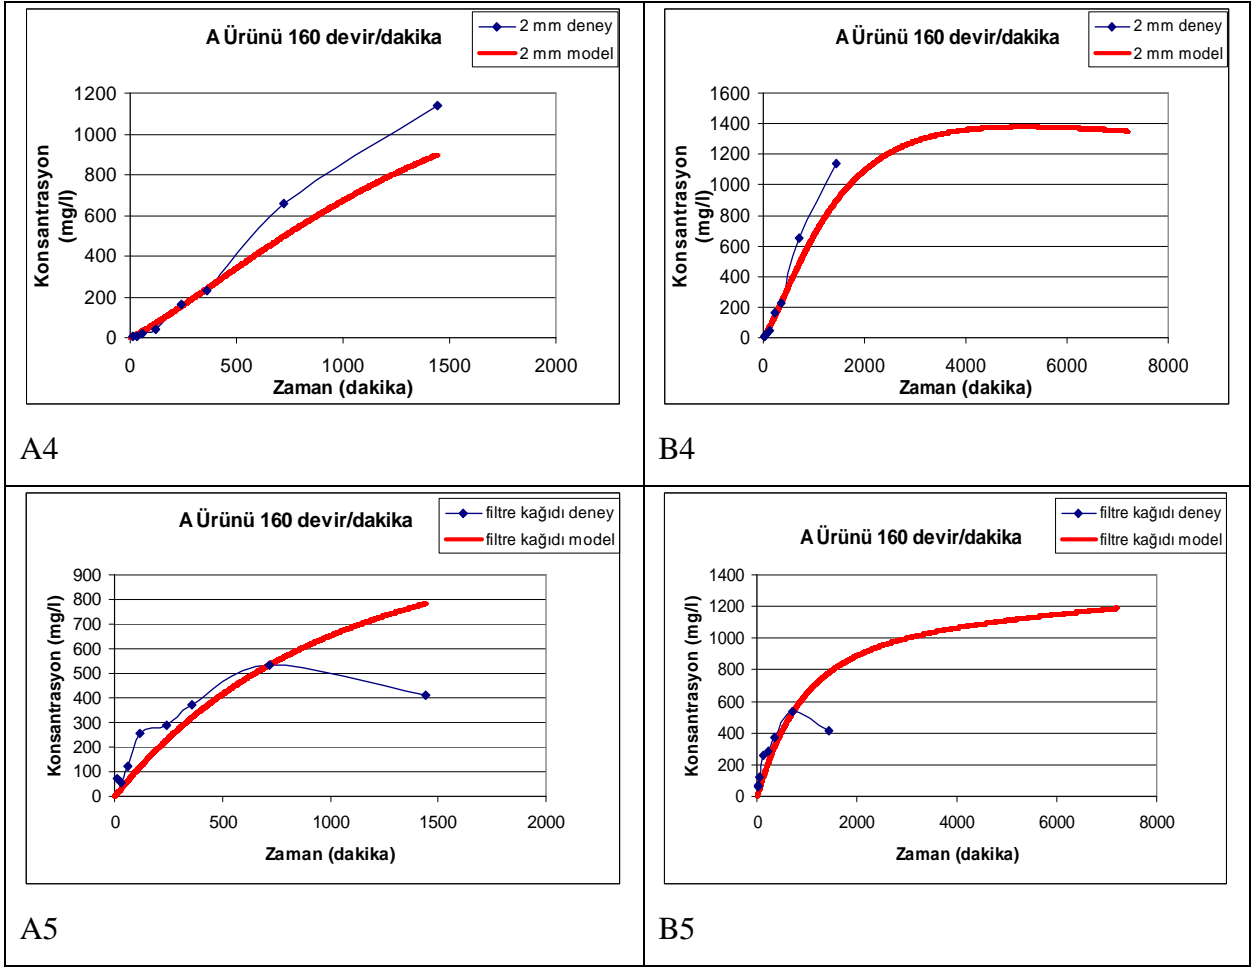 A Ürünü 160 devir/dakika
2 mm deney
2 mm model
1200
1000
800
600
400
200
0
0 500 1000 1500 2000
Konsantrasyon
(mg/l)
Zaman (dakika)
A4
A Ürünü 160 devir/dakika
2 mm deney
2 mm model
1600
1400
1200
1000
800
600
400
200
0
0 2000 4000 6000 8000
Konsantrasyon
(mg/l)
Zaman (dakika)
B4
A Ürünü 160 devir/dakika
filtre kağıdı deney
filtre kağıdı model
900
800
700
600
500
400
300
200
100
0
0 500 1000 1500 2000
Konsantrasyon (mg/l)
Zaman (dakika)
A5
A Ürünü 160 devir/dakika
filtre kağıdı deney
filtre kağıdı model
1400
1200
1000
800
600
400
200
0
0 2000 4000 6000 8000
Konsantrasyon (mg/l)
Zaman (dakika)
B5